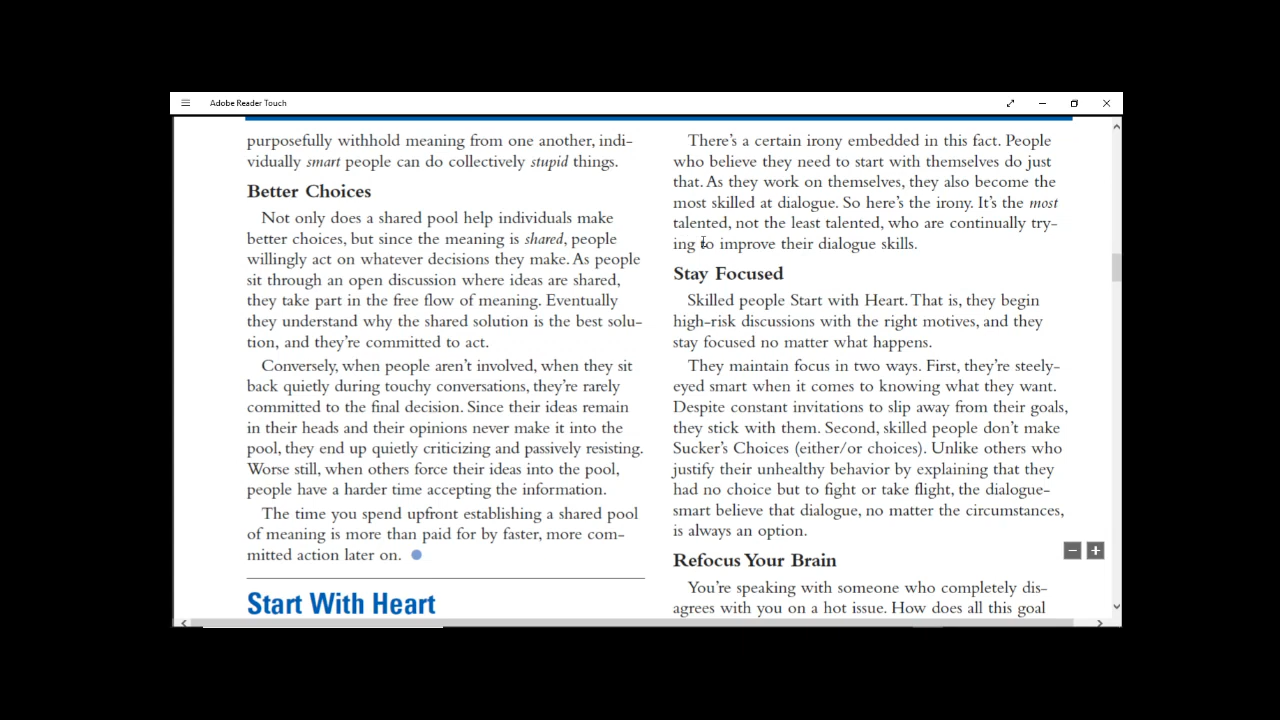 Adobe Reader Touch
purposefully withhold meaning from one another, indi-
vidually smart people can do collectively stupid things.
Better Choices
Not only does a shared pool help individuals make
better choices, but since the meaning is shared, people
willingly act on whatever decisions they make. As people
sit through an open discussion where ideas are shared,
they take part in the free flow of meaning. Eventually
they understand why the shared solution is the best solu-
tion, and they're committed to act.
Conversely, when people aren't involved, when they sit
back quietly during touchy conversations, they're rarely
committed to the final decision. Since their ideas remain
in their heads and their opinions never make it into the
pool, they end up quietly criticizing and passively resisting.
Worse still, when others force their ideas into the pool,
people have a harder time accepting the information.
The time you spend upfront establishing a shared pool
of meaning is more than paid for by faster, more com-
mitted action later on.
Start With Heart
There's a certain irony embedded in this fact. People
who believe they need to start with themselves do just
that. As they work on themselves, they also become the
most skilled at dialogue. So here's the irony. It's the most
talented, not the least talented, who are continually try-
ing to improve their dialogue skills.
Stay Focused
Skilled people Start with Heart. That is, they begin
high-risk discussions with the right motives, and they
stay focused no matter what happens.
They maintain focus in two ways. First, they're steely-
eyed smart when it comes to knowing what they want.
Despite constant invitations to slip away from their goals,
they stick with them. Second, skilled people don't make
Sucker's Choices (either/or choices). Unlike others who
justify their unhealthy behavior by explaining that they
had no choice but to fight or take flight, the dialogue-
smart believe that dialogue, no matter the circumstances,
is always an option.
Refocus Your Brain
You're speaking with someone who completely dis-
agrees with you on a hot issue. How does all this goal